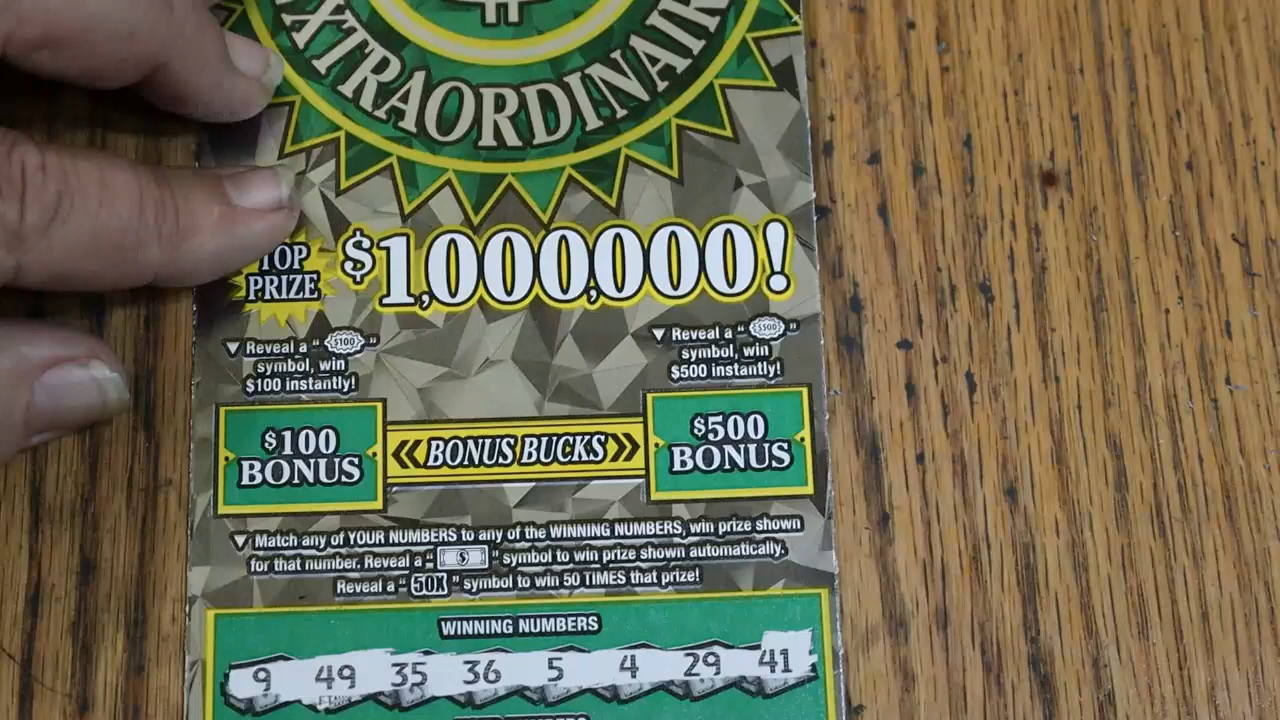 EXTRAORDINAIR
TOP
PRIZE
$1,000,000!
Reveal a "$100"
symbol, win
$100 instantly!
Reveal a "$500"
symbol, win
$500 instantly!
$100
BONUS
BONUS BUCKS
$500
BONUS
Match any of YOUR NUMBERS to any of the WINNING NUMBERS, win prize shown
for that number. Reveal a "$" symbol to win prize shown automatically.
Reveal a "50X" symbol to win 50 TIMES that prize!
WINNING NUMBERS
9 49 35 36 5 4 29 41